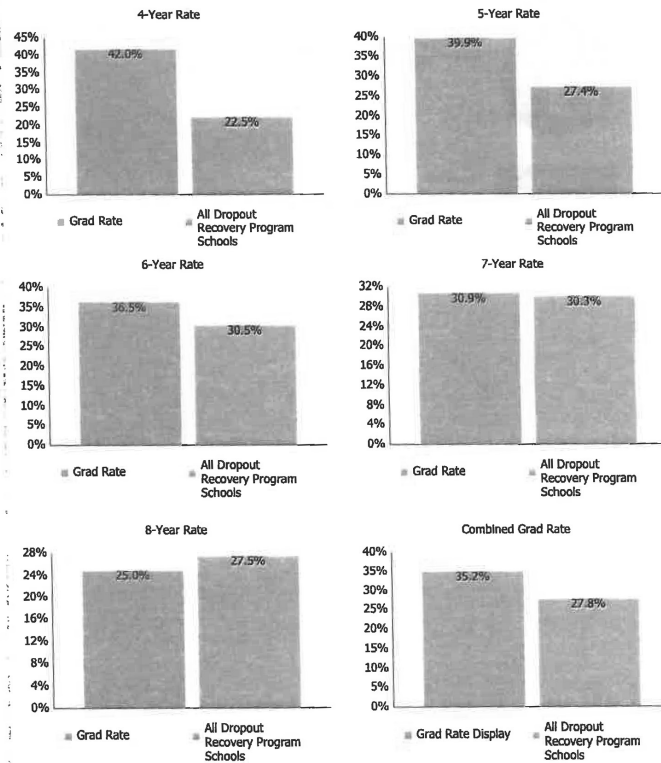 4-Year Rate
45%
40%
35%
30%
25%
20%
15%
10%
5%
0%
42.0%
22.5%
Grad Rate
All Dropout
Recovery Program
Schools
5-Year Rate
40%
35%
30%
25%
20%
15%
10%
5%
0%
39.9%
27.4%
Grad Rate
All Dropout
Recovery Program
Schools
6-Year Rate
40%
35%
30%
25%
20%
15%
10%
5%
0%
36.5%
30.5%
Grad Rate
All Dropout
Recovery Program
Schools
7-Year Rate
32%
28%
24%
20%
16%
12%
8%
4%
0%
30.9%
30.3%
Grad Rate
All Dropout
Recovery Program
Schools
8-Year Rate
28%
24%
20%
16%
12%
8%
4%
0%
25.0%
27.5%
Grad Rate
All Dropout
Recovery Program
Schools
Combined Grad Rate
40%
35%
30%
25%
20%
15%
10%
5%
0%
35.2%
27.8%
Grad Rate Display
All Dropout
Recovery Program
Schools